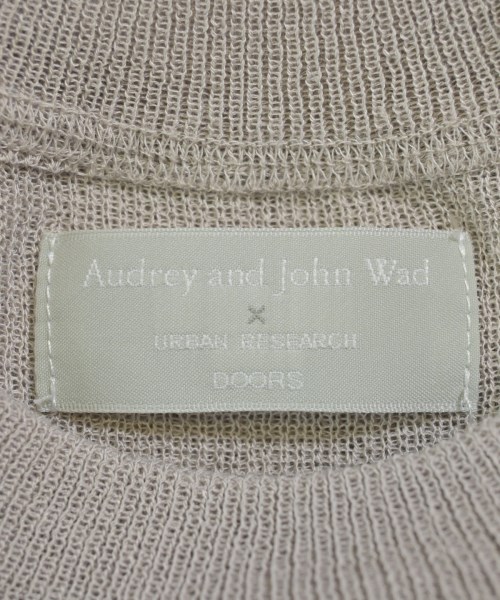 Audrey and John Wad
×
URBAN RESEARCH
DOORS